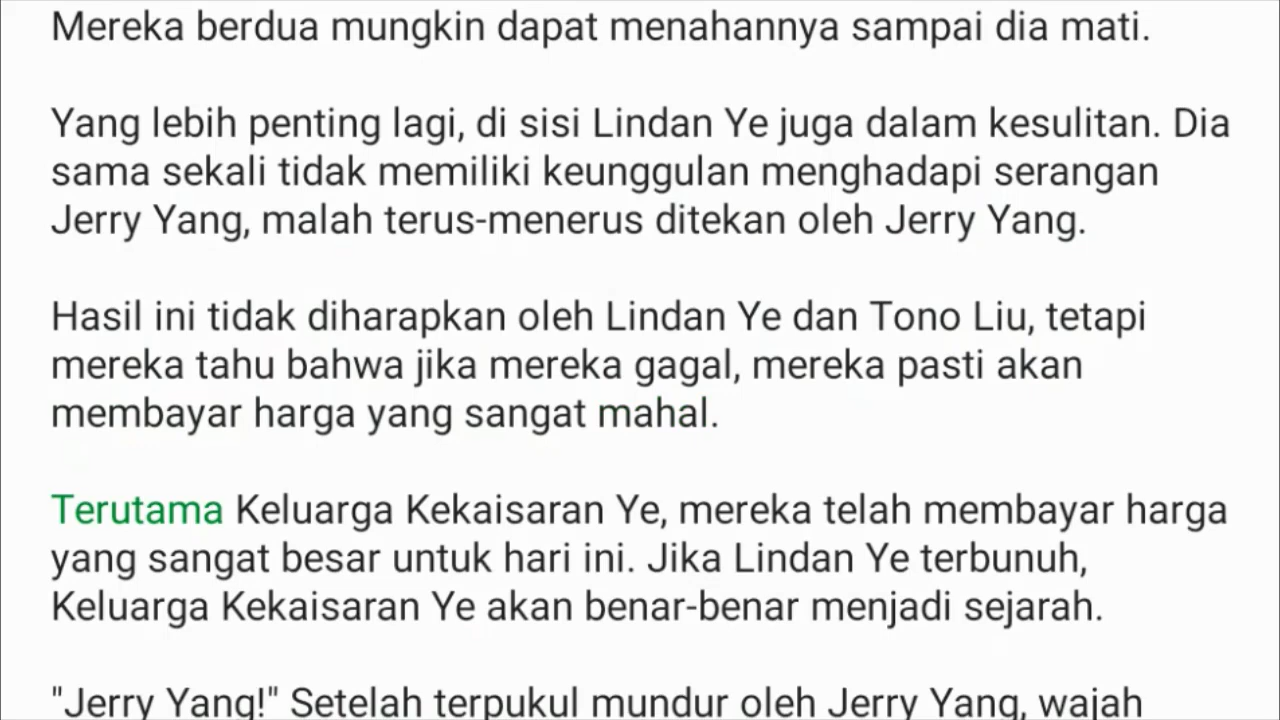 Mereka berdua mungkin dapat menahannya sampai dia mati.
Yang lebih penting lagi, di sisi Lindan Ye juga dalam kesulitan. Dia
sama sekali tidak memiliki keunggulan menghadapi serangan
Jerry Yang, malah terus-menerus ditekan oleh Jerry Yang.
Hasil ini tidak diharapkan oleh Lindan Ye dan Tono Liu, tetapi
mereka tahu bahwa jika mereka gagal, mereka pasti akan
membayar harga yang sangat mahal.
Terutama Keluarga Kekaisaran Ye, mereka telah membayar harga
yang sangat besar untuk hari ini. Jika Lindan Ye terbunuh,
Keluarga Kekaisaran Ye akan benar-benar menjadi sejarah.
"Jerry Yang!" Setelah terpukul mundur oleh Jerry Yang, wajah